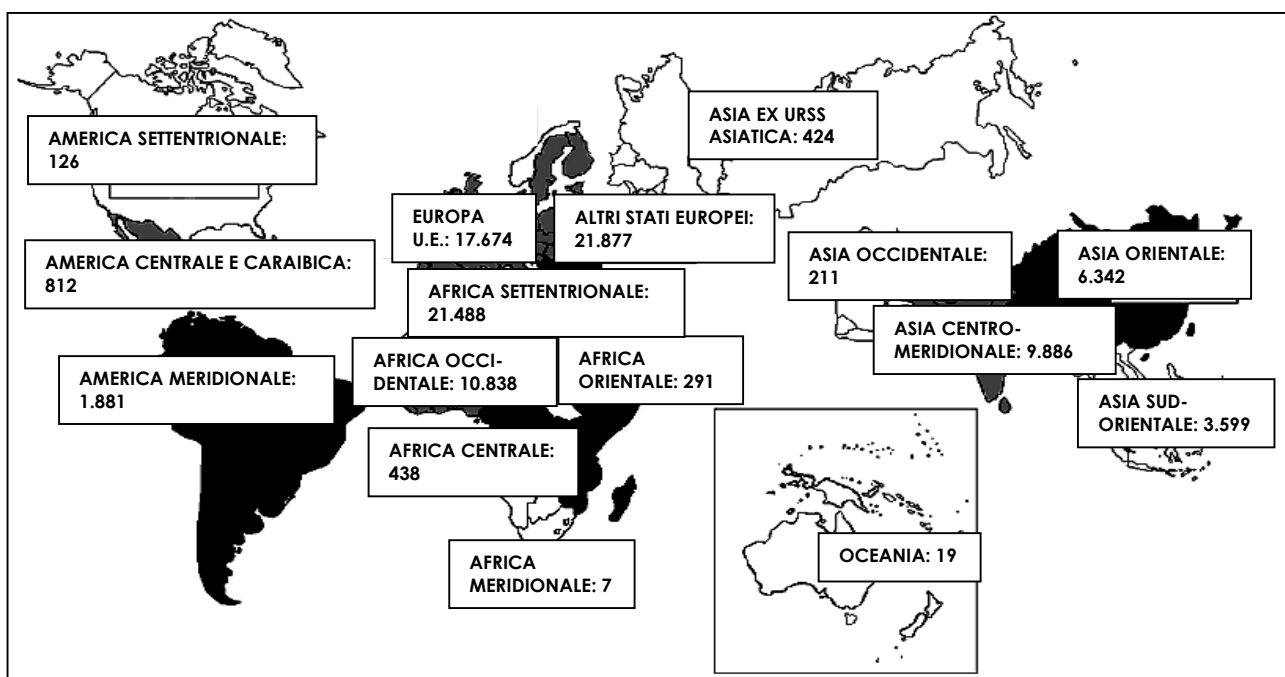 AMERICA SETTENTRIONALE:
126
ASIA EX URSS
ASIATICA: 424
EUROPA
U.E.: 17.674
ALTRI STATI EUROPEI:
21.877
AMERICA CENTRALE E CARAIBICA:
812
ASIA OCCIDENTALE:
211
ASIA ORIENTALE:
6.342
AFRICA SETTENTRIONALE:
21.488
ASIA CENTRO-
MERIDIONALE: 9.886
AMERICA MERIDIONALE:
1.881
AFRICA OCCI-
DENTALE: 10.838
AFRICA
ORIENTALE: 291
ASIA SUD-
ORIENTALE: 3.599
AFRICA CENTRALE:
438
OCEANIA: 19
AFRICA
MERIDIONALE: 7